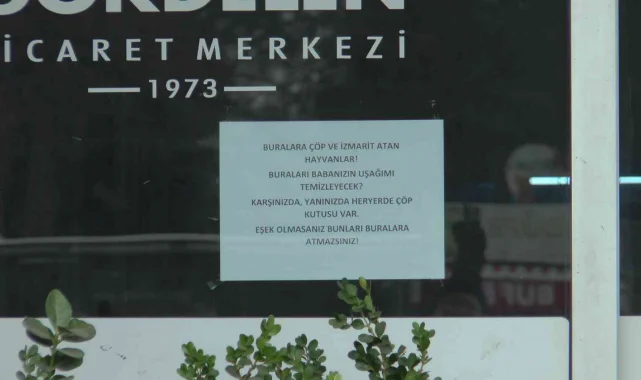 İCARET MERKEZİ
1973
BURALARA ÇÖP VE İZMARİT ATAN
HAYVANLAR!
BURALARI BABANIZIN UŞAĞIMI
TEMİZLEYECEK?
KARŞINIZDA, YANINIZDA HERYERDE ÇÖP
KUTUSU VAR.
EŞEK OLMASANIZ BUNLARI BURALARA
ATMAZSINIZ!